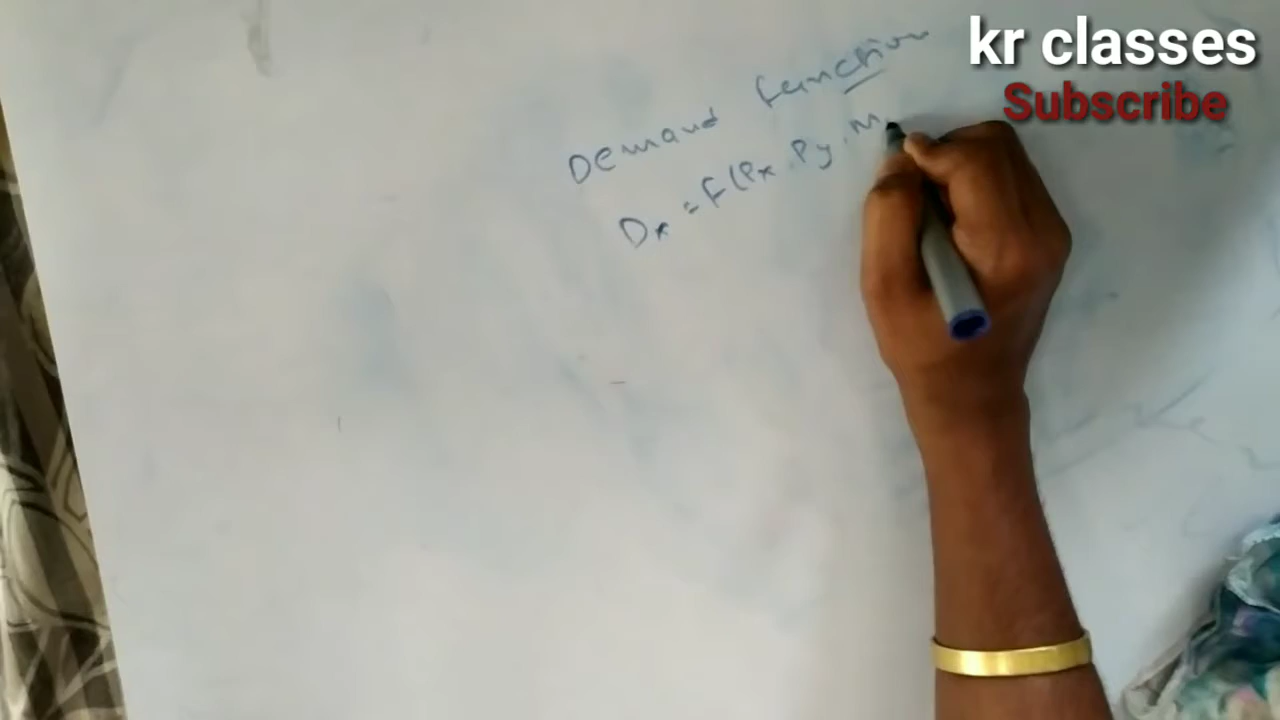 kr classes
Subscribe
Demand function
Dx = F(Px, Py, M,